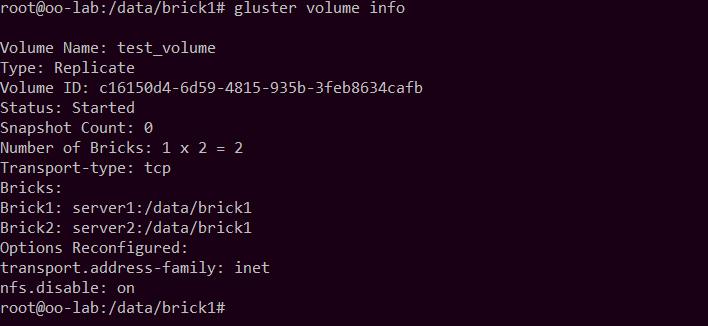 root@oo-lab:/data/brick1# gluster volume info
Volume Name: test_volume
Type: Replicate
Volume ID: c16150d4-6d59-4815-935b-3feb8634cafb
Status: Started
Snapshot Count: 0
Number of Bricks: 1 x 2 = 2
Transport-type: tcp
Bricks:
Brick1: server1:/data/brick1
Brick2: server2:/data/brick1
Options Reconfigured:
transport.address-family: inet
nfs.disable: on
root@oo-lab:/data/brick1#